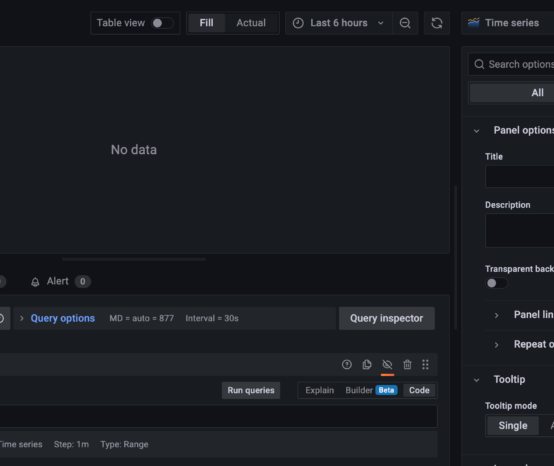 Table view Fill Actual Last 6 hours Time series
Search options
All
No data
Panel options
Title
Description
Transparent back
Alert 0
Panel lin
Query options MD = auto = 877 Interval = 30s Query inspector
Repeat o
Tooltip
Run queries Explain Builder Beta Code
Tooltip mode
Single A
Time series Step: 1m Type: Range